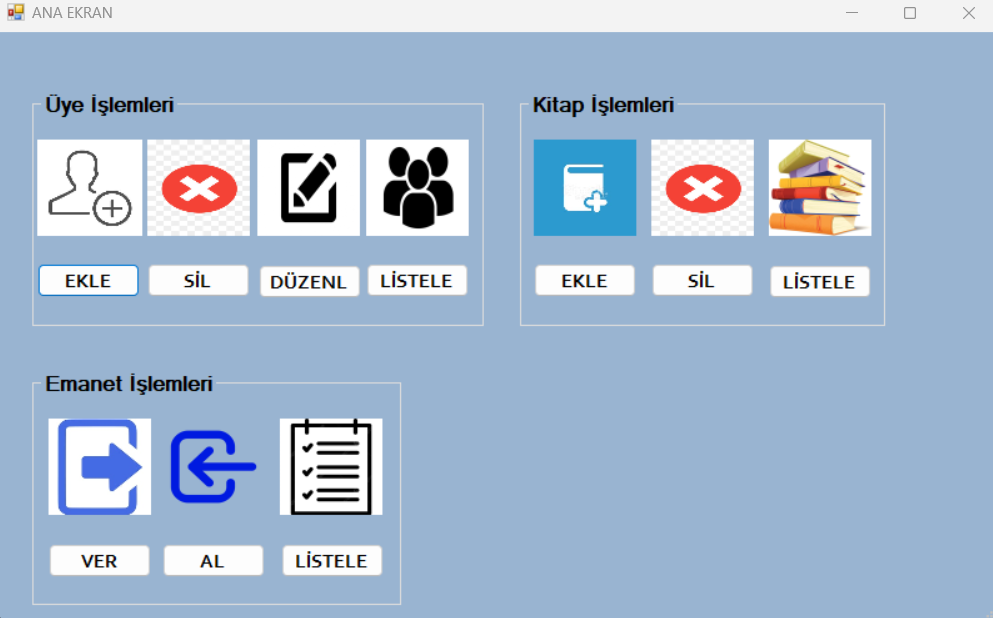 ANA EKRAN
Üye İşlemleri
EKLE
SİL
DÜZENL
LİSTELE
Kitap İşlemleri
EKLE
SİL
LİSTELE
Emanet İşlemleri
VER
AL
LİSTELE